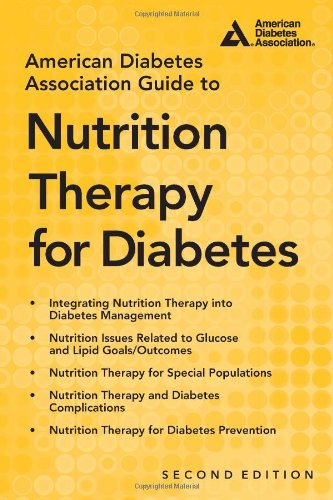 American
Diabetes
Association®
American Diabetes
Association Guide to
Nutrition
Therapy
for Diabetes
• Integrating Nutrition Therapy into
Diabetes Management
• Nutrition Issues Related to Glucose
and Lipid Goals/Outcomes
• Nutrition Therapy for Special Populations
• Nutrition Therapy and Diabetes
Complications
• Nutrition Therapy for Diabetes Prevention
SECOND EDITION